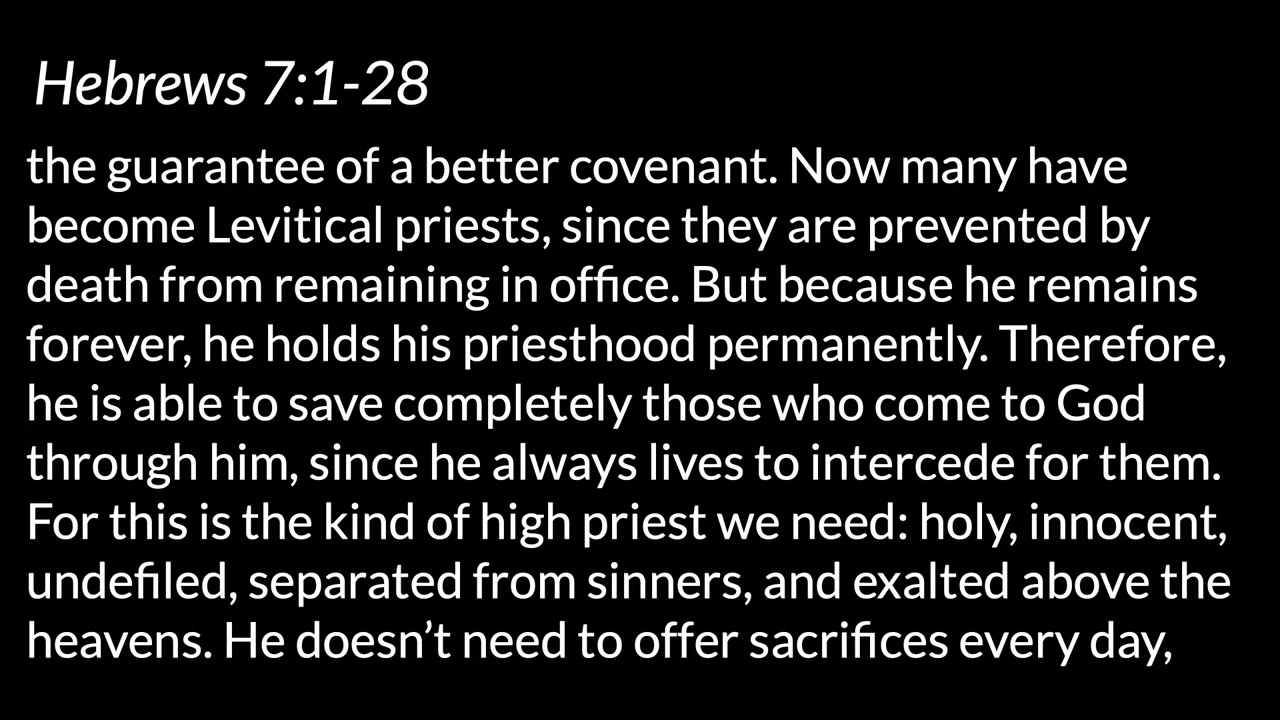 Hebrews 7:1-28
the guarantee of a better covenant. Now many have
become Levitical priests, since they are prevented by
death from remaining in office. But because he remains
forever, he holds his priesthood permanently. Therefore,
he is able to save completely those who come to God
through him, since he always lives to intercede for them.
For this is the kind of high priest we need: holy, innocent,
undefiled, separated from sinners, and exalted above the
heavens. He doesn’t need to offer sacrifices every day,